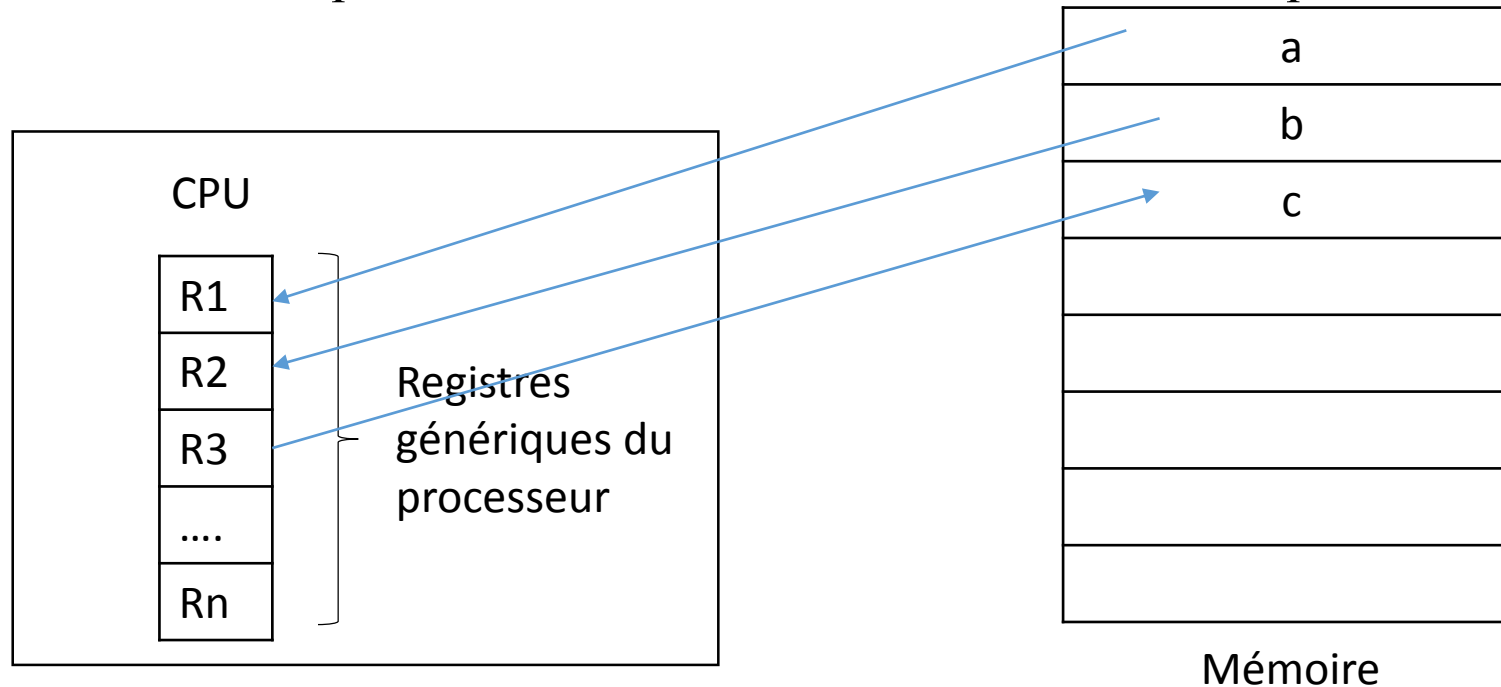 a
b
c
CPU
R1
R2
R3
....
Rn
Registres
génériques du
processeur
Mémoire